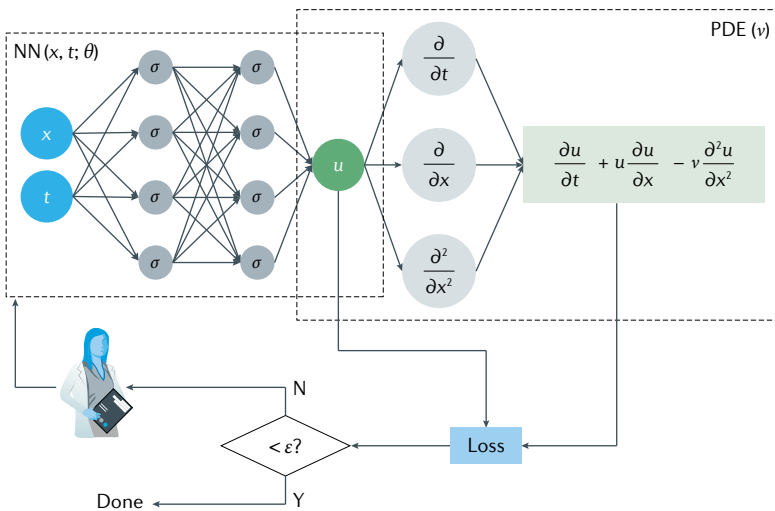 NN(x, t; θ)
PDE (ν)
x
t
σ
σ
σ
σ
σ
σ
σ
σ
u
∂/∂t
∂/∂x
∂²/∂x²
∂u/∂t + u ∂u/∂x − ν ∂²u/∂x²
N
< ε?
Loss
Y
Done